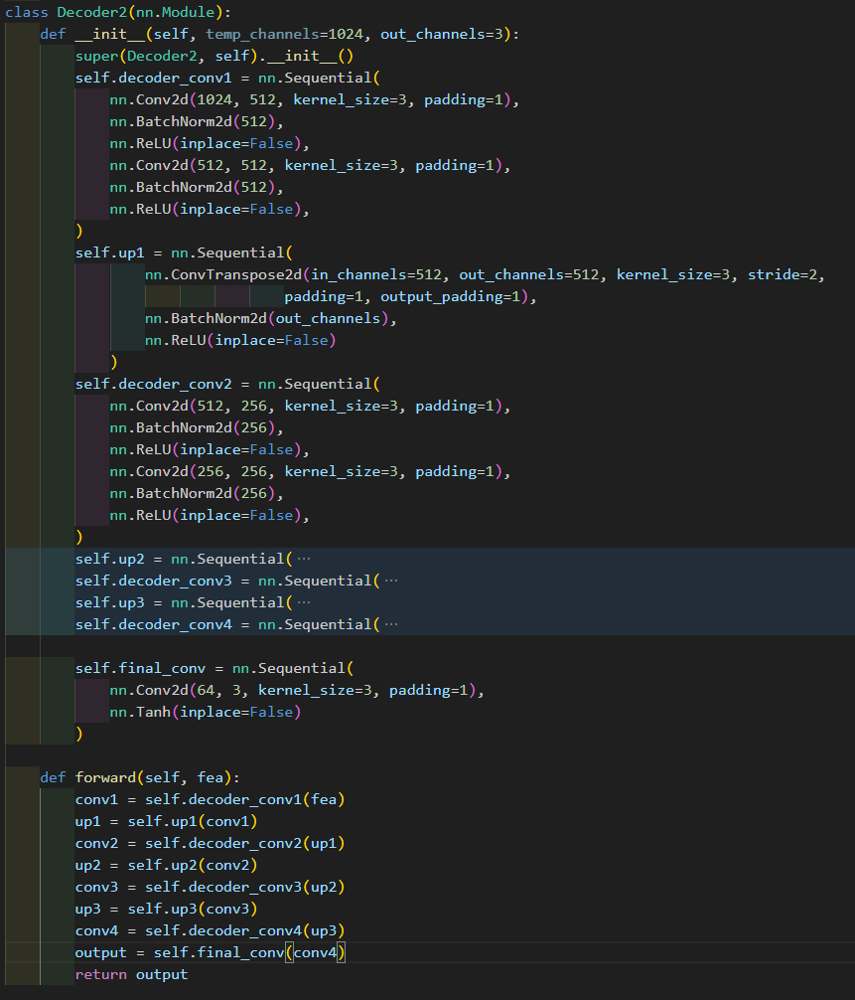 class Decoder2(nn.Module):
    def __init__(self, temp_channels=1024, out_channels=3):
        super(Decoder2, self).__init__()
        self.decoder_conv1 = nn.Sequential(
            nn.Conv2d(1024, 512, kernel_size=3, padding=1),
            nn.BatchNorm2d(512),
            nn.ReLU(inplace=False),
            nn.Conv2d(512, 512, kernel_size=3, padding=1),
            nn.BatchNorm2d(512),
            nn.ReLU(inplace=False),
        )
        self.up1 = nn.Sequential(
                nn.ConvTranspose2d(in_channels=512, out_channels=512, kernel_size=3, stride=2,
                                padding=1, output_padding=1),
                nn.BatchNorm2d(out_channels),
                nn.ReLU(inplace=False)
            )
        self.decoder_conv2 = nn.Sequential(
            nn.Conv2d(512, 256, kernel_size=3, padding=1),
            nn.BatchNorm2d(256),
            nn.ReLU(inplace=False),
            nn.Conv2d(256, 256, kernel_size=3, padding=1),
            nn.BatchNorm2d(256),
            nn.ReLU(inplace=False),
        )
        self.up2 = nn.Sequential(⋯
        self.decoder_conv3 = nn.Sequential(⋯
        self.up3 = nn.Sequential(⋯
        self.decoder_conv4 = nn.Sequential(⋯

        self.final_conv = nn.Sequential(
            nn.Conv2d(64, 3, kernel_size=3, padding=1),
            nn.Tanh(inplace=False)
        )

    def forward(self, fea):
        conv1 = self.decoder_conv1(fea)
        up1 = self.up1(conv1)
        conv2 = self.decoder_conv2(up1)
        up2 = self.up2(conv2)
        conv3 = self.decoder_conv3(up2)
        up3 = self.up3(conv3)
        conv4 = self.decoder_conv4(up3)
        output = self.final_conv(conv4)
        return output